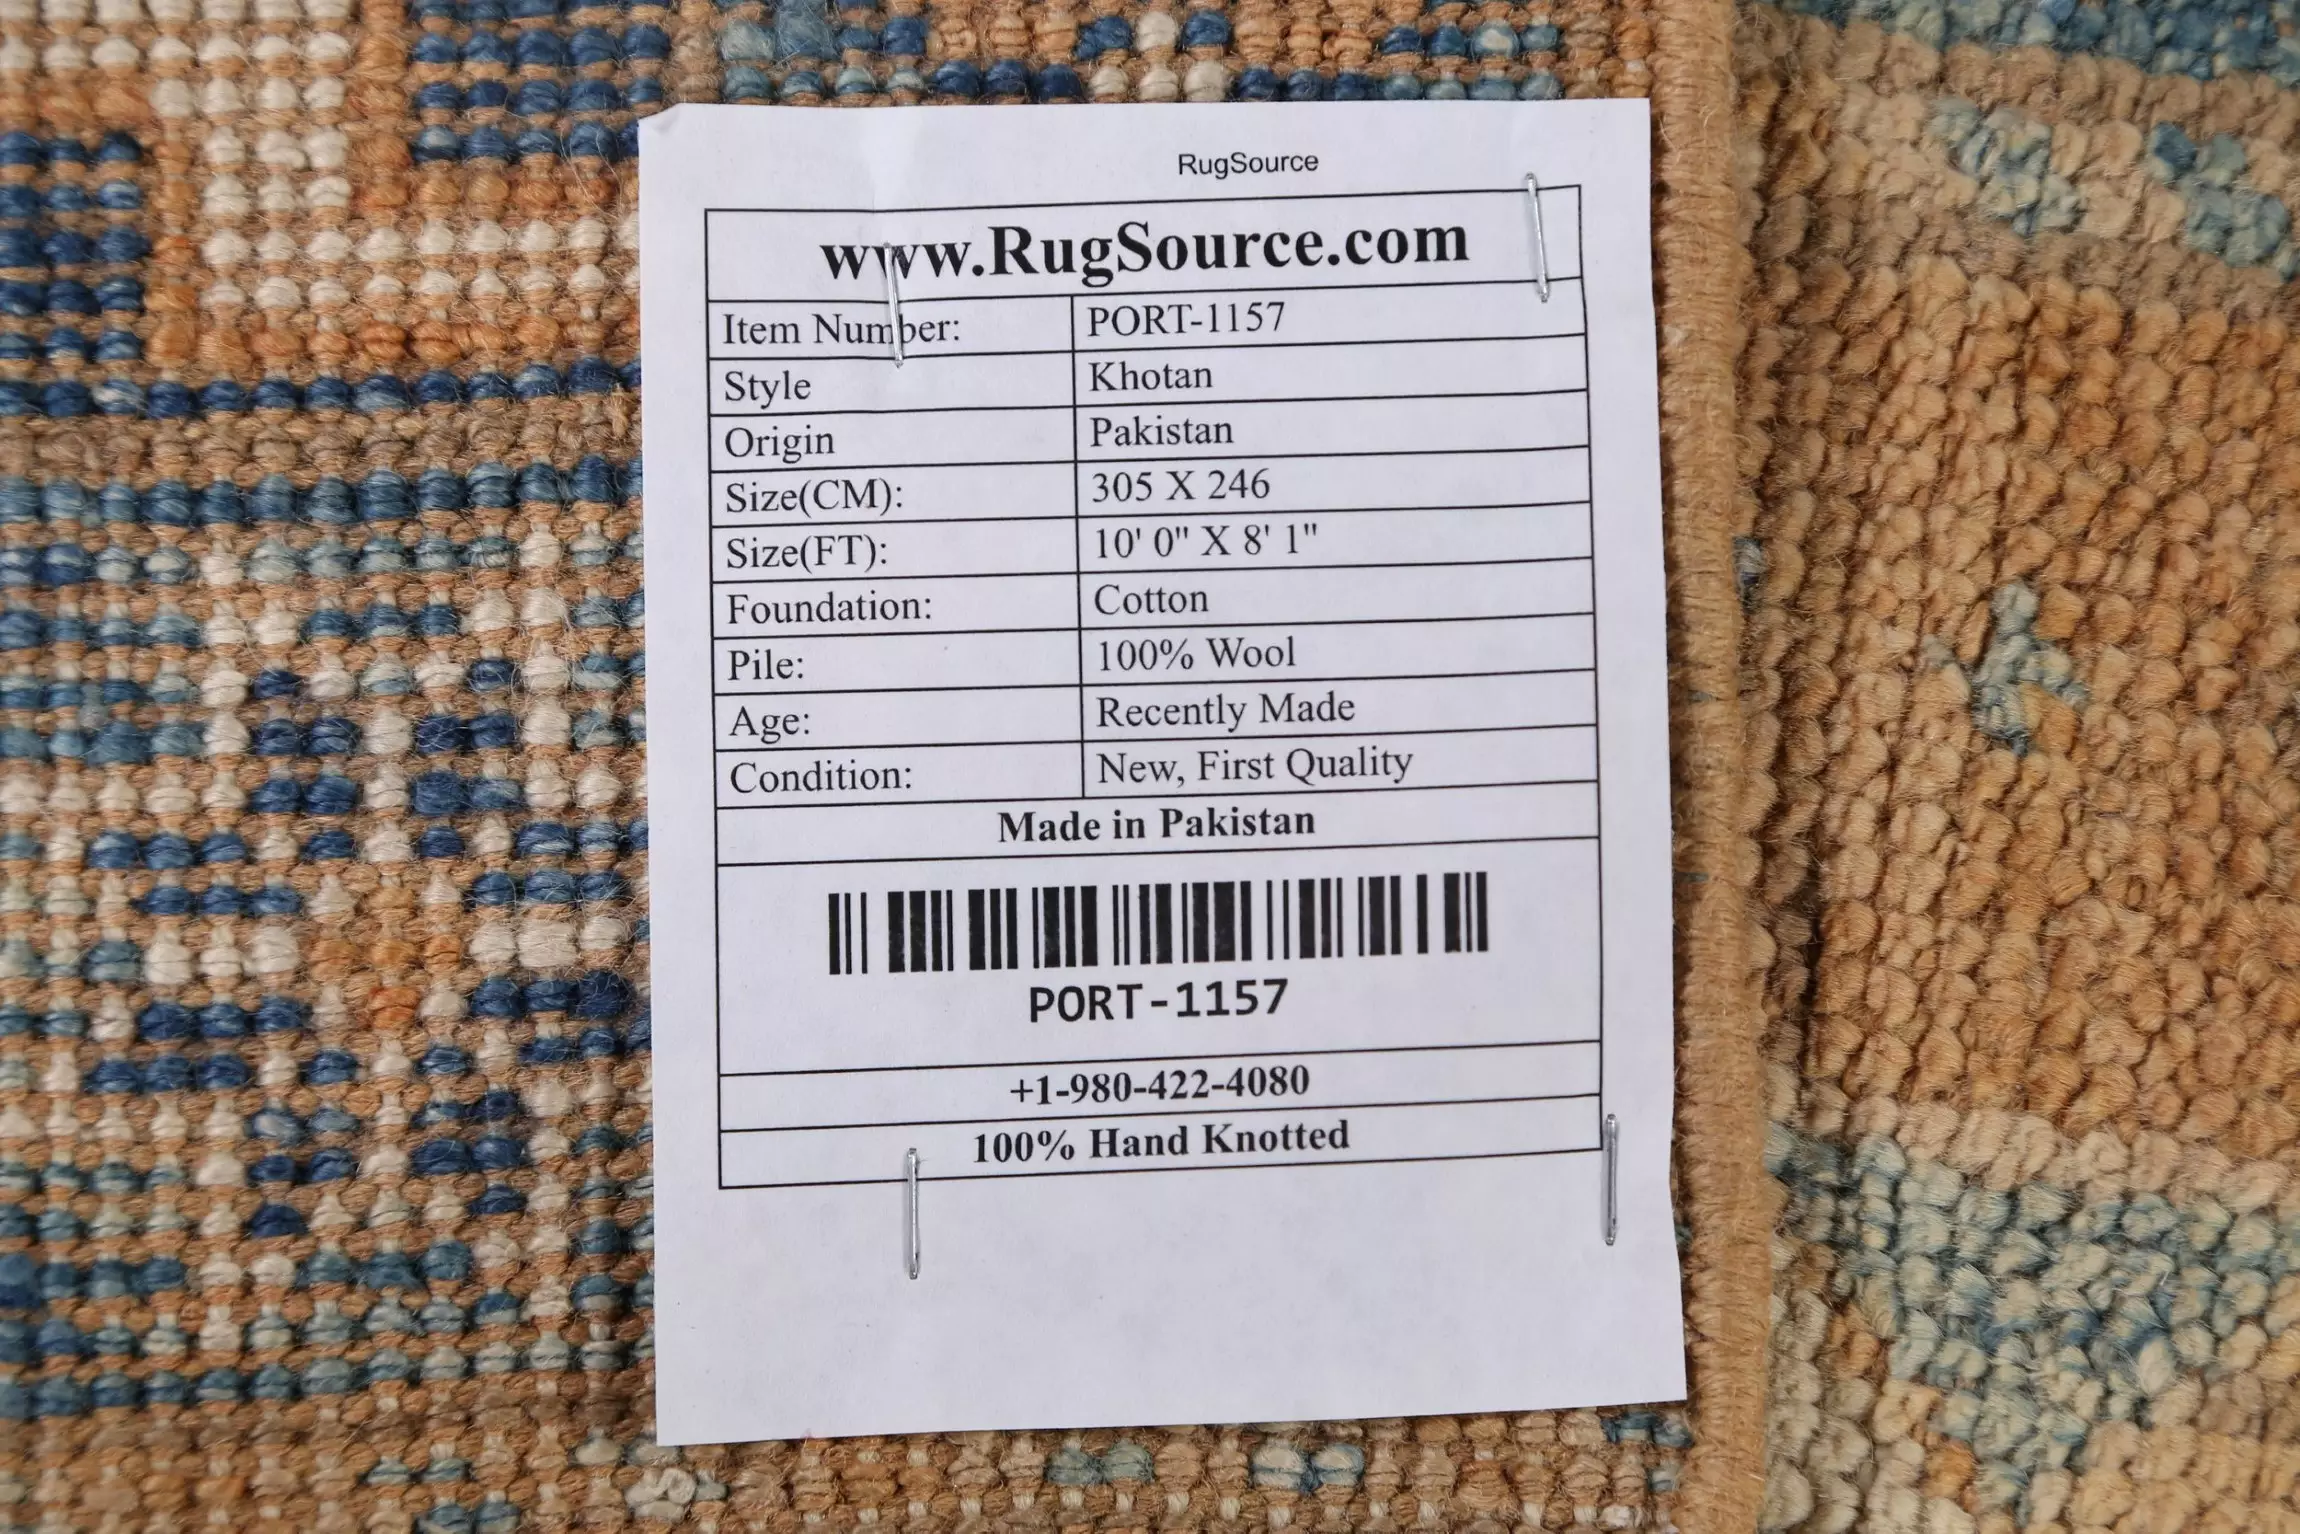 RugSource
www.RugSource.com
Item Number: PORT-1157
Style Khotan
Origin Pakistan
Size(CM): 305 X 246
Size(FT): 10' 0" X 8' 1"
Foundation: Cotton
Pile: 100% Wool
Age: Recently Made
Condition: New, First Quality
Made in Pakistan
PORT-1157
+1-980-422-4080
100% Hand Knotted